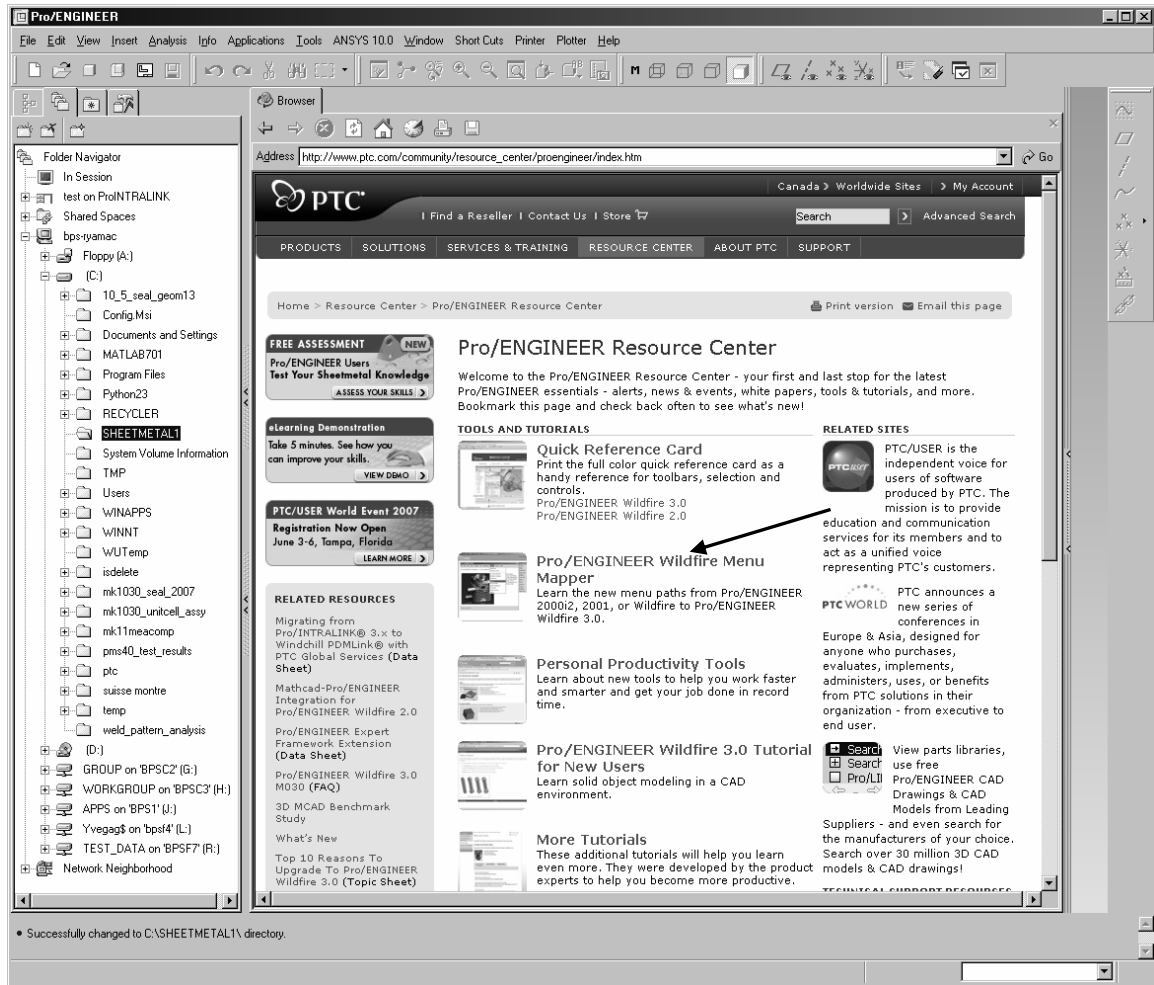 Pro/ENGINEER
File Edit View Insert Analysis Info Applications Tools ANSYS 10.0 Window Short Cuts Printer Plotter Help
M
Folder Navigator
In Session
test on ProINTRALINK
Shared Spaces
bps-ryamac
Floppy (A:)
(C:)
10_5_seal_geom13
Config.Msi
Documents and Settings
MATLAB701
Program Files
Python23
RECYCLER
SHEETMETAL1
System Volume Information
TMP
Users
WINAPPS
WINNT
WUTemp
isdelete
mk1030_seal_2007
mk1030_unitcell_assy
mk11meacomp
pms40_test_results
ptc
suisse montre
temp
weld_pattern_analysis
(D:)
GROUP on 'BPSC2' (G:)
WORKGROUP on 'BPSC3' (H:)
APPS on 'BPS1' (J:)
Yvegag$ on 'bpsf4' (L:)
TEST_DATA on 'BPSF7' (R:)
Network Neighborhood
Browser
Address http://www.ptc.com/community/resource_center/proengineer/index.htm Go
PTC
Canada > Worldwide Sites > My Account
I Find a Reseller I Contact Us I Store
Search > Advanced Search
PRODUCTS SOLUTIONS SERVICES & TRAINING RESOURCE CENTER ABOUT PTC SUPPORT
Home > Resource Center > Pro/ENGINEER Resource Center
Print version Email this page
FREE ASSESSMENT NEW
Pro/ENGINEER Users
Test Your Sheetmetal Knowledge
ASSESS YOUR SKILLS >
eLearning Demonstration
Take 5 minutes. See how you
can improve your skills.
VIEW DEMO >
PTC/USER World Event 2007
Registration Now Open
June 3-6, Tampa, Florida
LEARN MORE >
RELATED RESOURCES
Migrating from
Pro/INTRALINK® 3.x to
Windchill PDMLink® with
PTC Global Services (Data
Sheet)
Mathcad-Pro/ENGINEER
Integration for
Pro/ENGINEER Wildfire 2.0
Pro/ENGINEER Expert
Framework Extension
(Data Sheet)
Pro/ENGINEER Wildfire 3.0
M030 (FAQ)
3D MCAD Benchmark
Study
What's New
Top 10 Reasons To
Upgrade To Pro/ENGINEER
Wildfire 3.0 (Topic Sheet)
Pro/ENGINEER Resource Center
Welcome to the Pro/ENGINEER Resource Center - your first and last stop for the latest
Pro/ENGINEER essentials - alerts, news & events, white papers, tools & tutorials, and more.
Bookmark this page and check back often to see what's new!
TOOLS AND TUTORIALS
Quick Reference Card
Print the full color quick reference card as a
handy reference for toolbars, selection and
controls.
Pro/ENGINEER Wildfire 3.0
Pro/ENGINEER Wildfire 2.0
Pro/ENGINEER Wildfire Menu
Mapper
Learn the new menu paths from Pro/ENGINEER
2000i2, 2001, or Wildfire to Pro/ENGINEER
Wildfire 3.0.
Personal Productivity Tools
Learn about new tools to help you work faster
and smarter and get your job done in record
time.
Pro/ENGINEER Wildfire 3.0 Tutorial
for New Users
Learn solid object modeling in a CAD
environment.
More Tutorials
These additional tutorials will help you learn
even more. They were developed by the product
experts to help you become more productive.
RELATED SITES
PTC/USER
PTC/USER is the
independent voice for
users of software
produced by PTC. The
mission is to provide
education and communication
services for its members and to
act as a unified voice
representing PTC's customers.
PTC WORLD
PTC announces a
new series of
conferences in
Europe & Asia, designed for
anyone who purchases,
evaluates, implements,
administers, uses, or benefits
from PTC solutions in their
organization - from executive to
end user.
Search
Search
Pro/LI
View parts libraries,
use free
Pro/ENGINEER CAD
Drawings & CAD
Models from Leading
Suppliers - and even search for
the manufacturers of your choice.
Search over 30 million 3D CAD
models & CAD drawings!
TECHNICAL SUPPORT RESOURCES
• Successfully changed to C:\SHEETMETAL1\ directory.